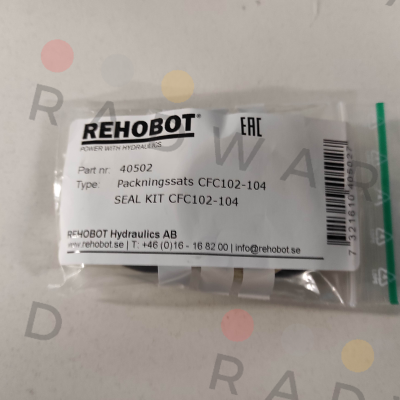 REHOBOT
POWER WITH HYDRAULICS
EAC
Part nr: 40502
Type: Packningssats CFC102-104
SEAL KIT CFC102-104
REHOBOT Hydraulics AB
www.rehobot.se | T: +46 (0)16 - 16 82 00 | info@rehobot.se